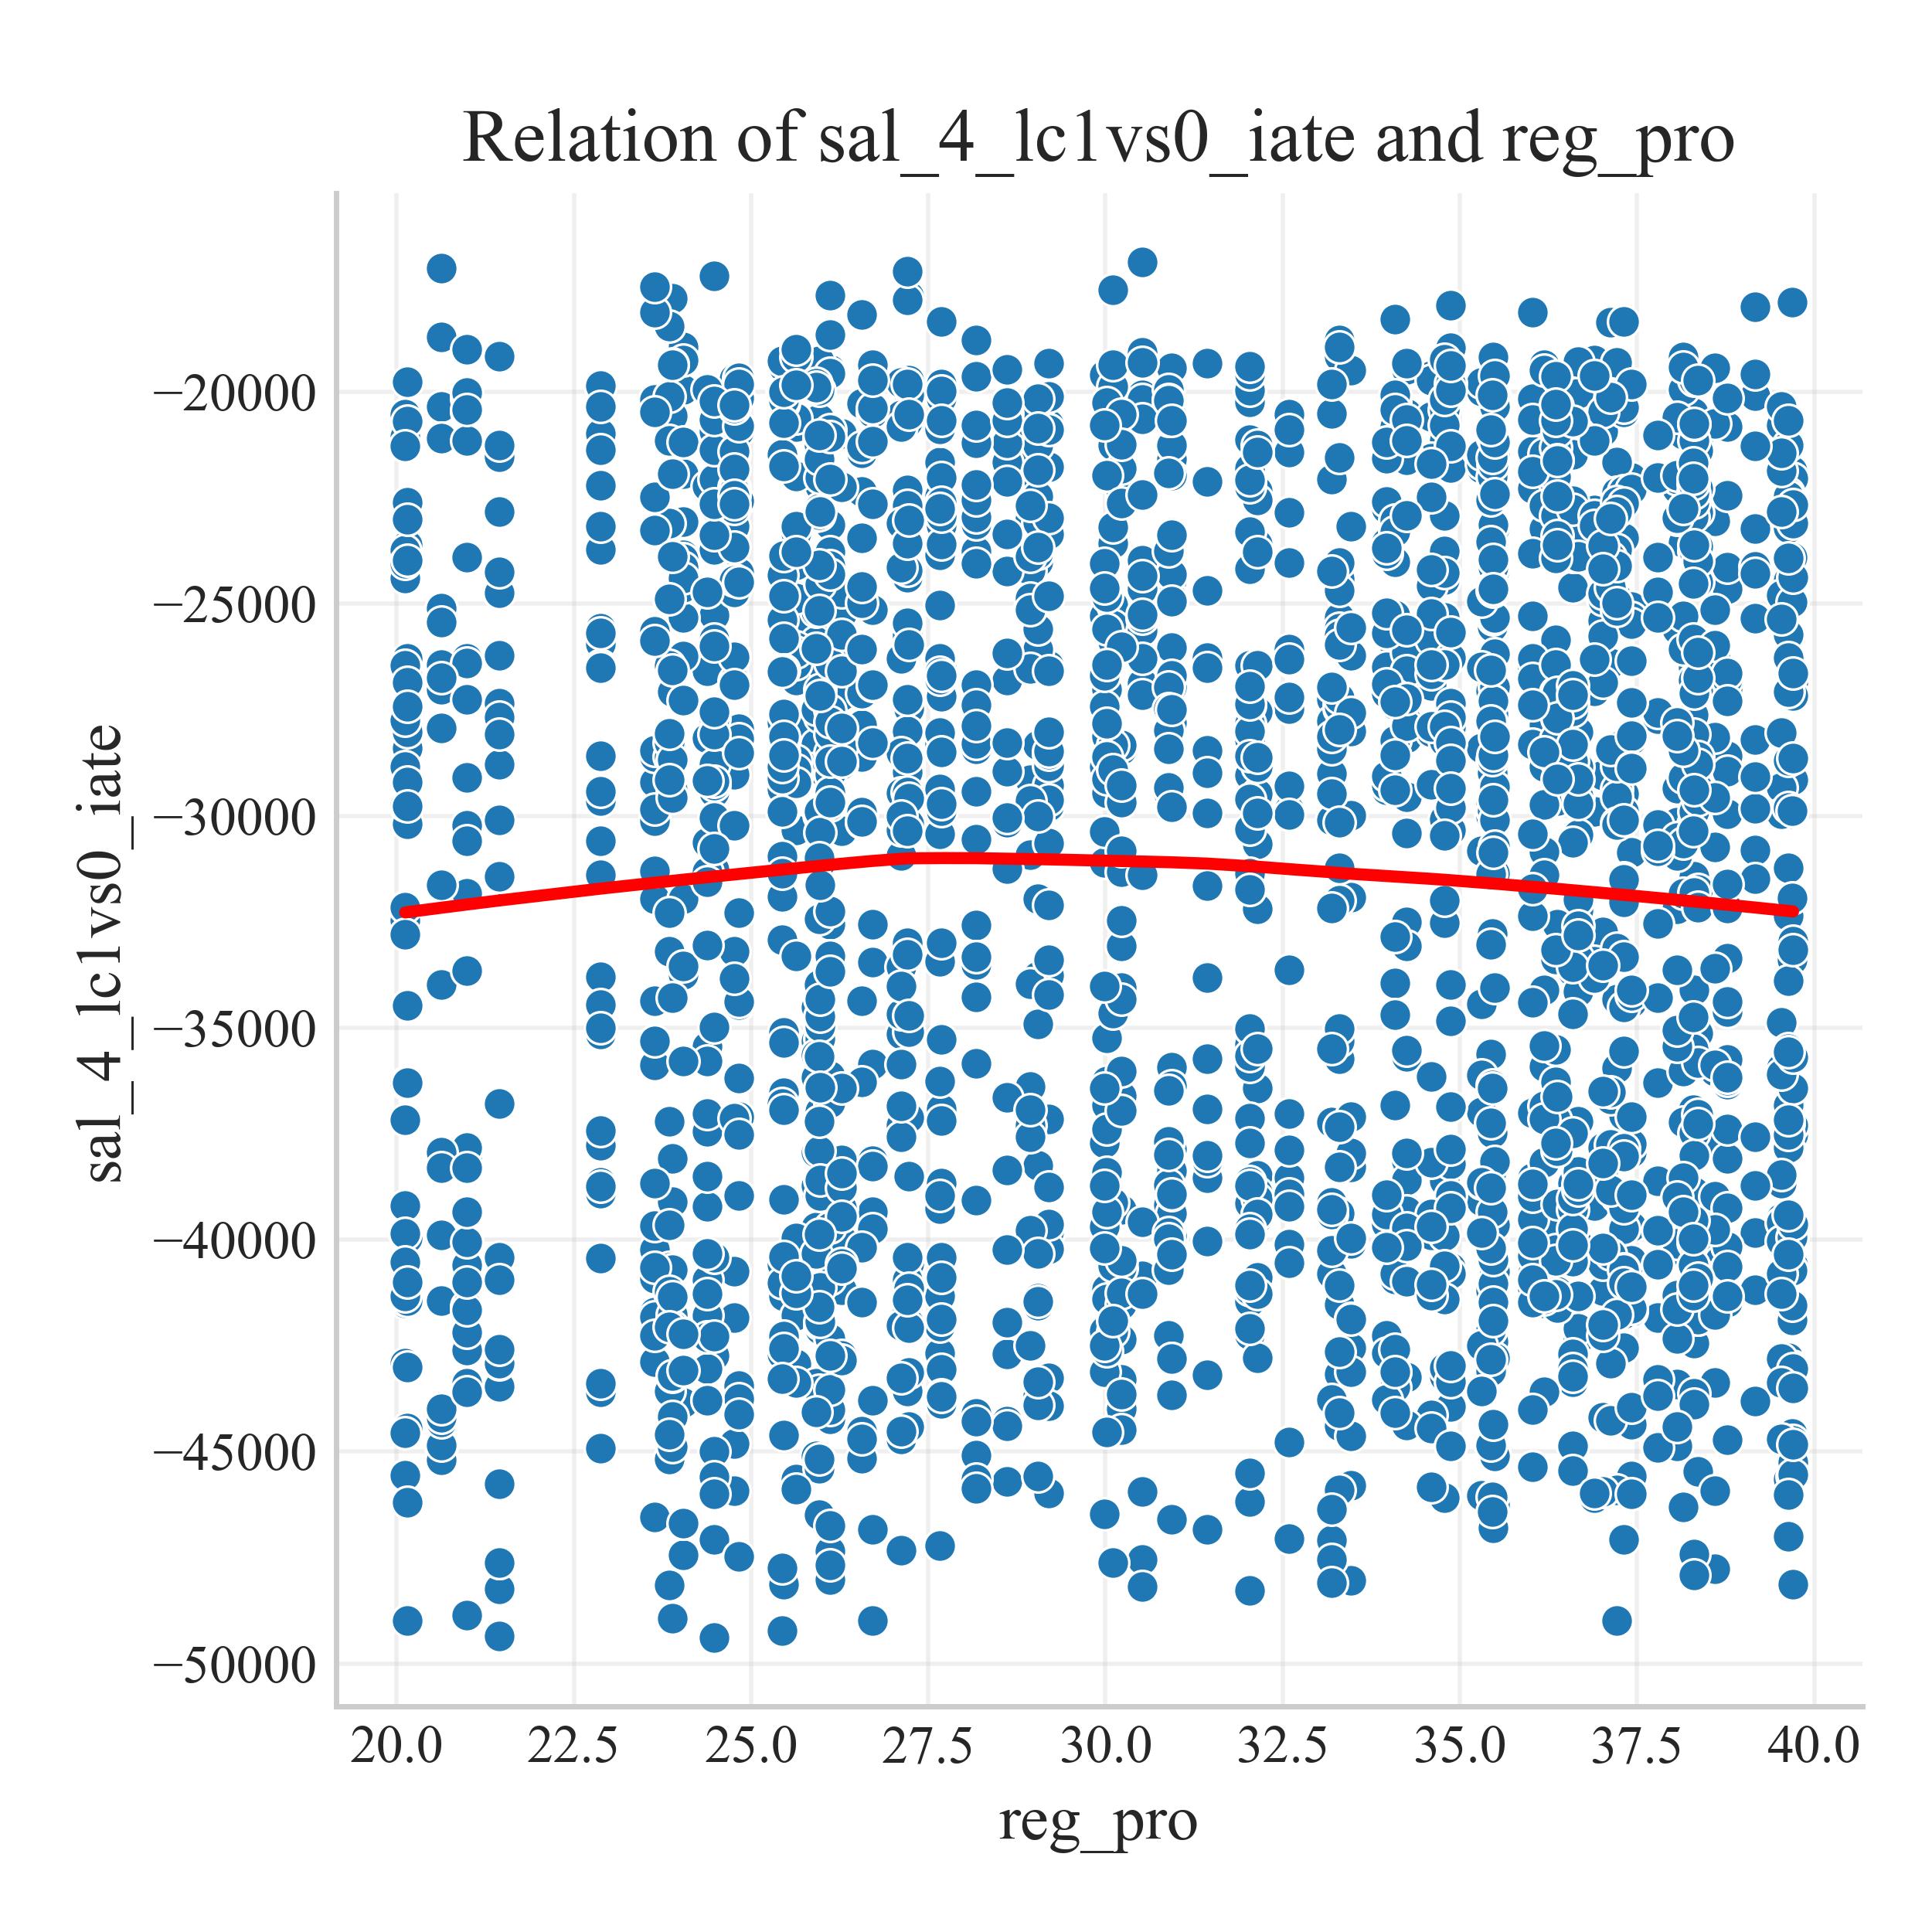 Relation of sal_4_lc1vs0_iate and reg_pro
sal_4_lc1vs0_iate
−20000
−25000
−30000
−35000
−40000
−45000
−50000
20.0 22.5 25.0 27.5 30.0 32.5 35.0 37.5 40.0
reg_pro